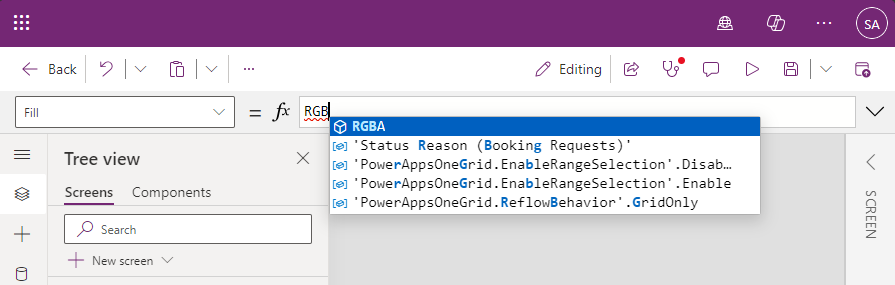 SA
Back
Editing
Fill
= fx RGB
RGBA
'Status Reason (Booking Requests)'
'PowerAppsOneGrid.EnableRangeSelection'.Disab…
'PowerAppsOneGrid.EnableRangeSelection'.Enable
'PowerAppsOneGrid.ReflowBehavior'.GridOnly
Tree view
Screens Components
Search
New screen
SCREEN